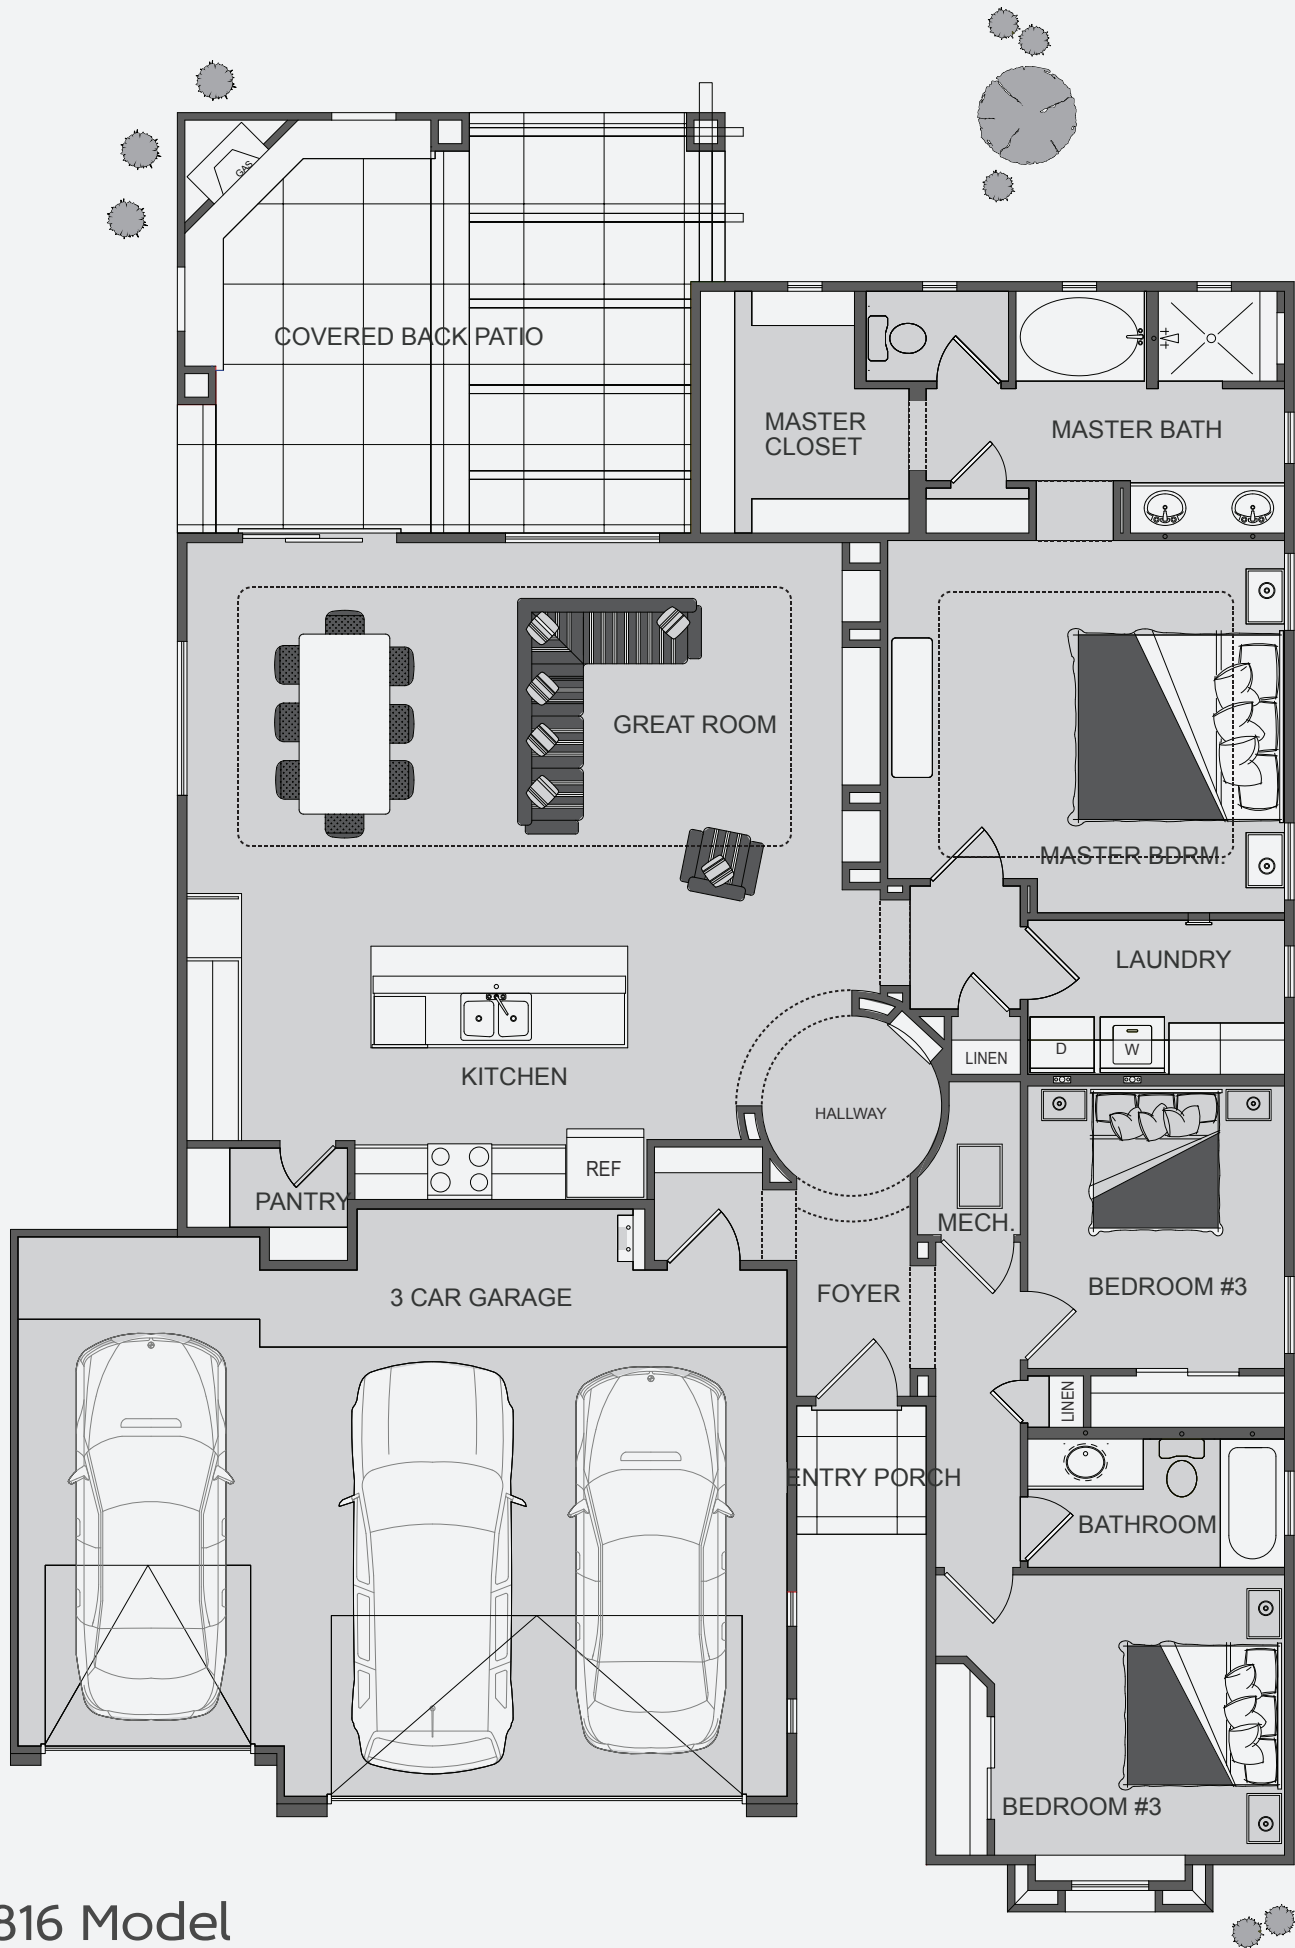 GAS
COVERED BACK PATIO
MASTER
CLOSET
MASTER BATH
GREAT ROOM
MASTER BDRM.
LAUNDRY
D
W
LINEN
KITCHEN
HALLWAY
REF
PANTRY
MECH.
FOYER
BEDROOM #3
3 CAR GARAGE
LINEN
ENTRY PORCH
BATHROOM
BEDROOM #3
816 Model